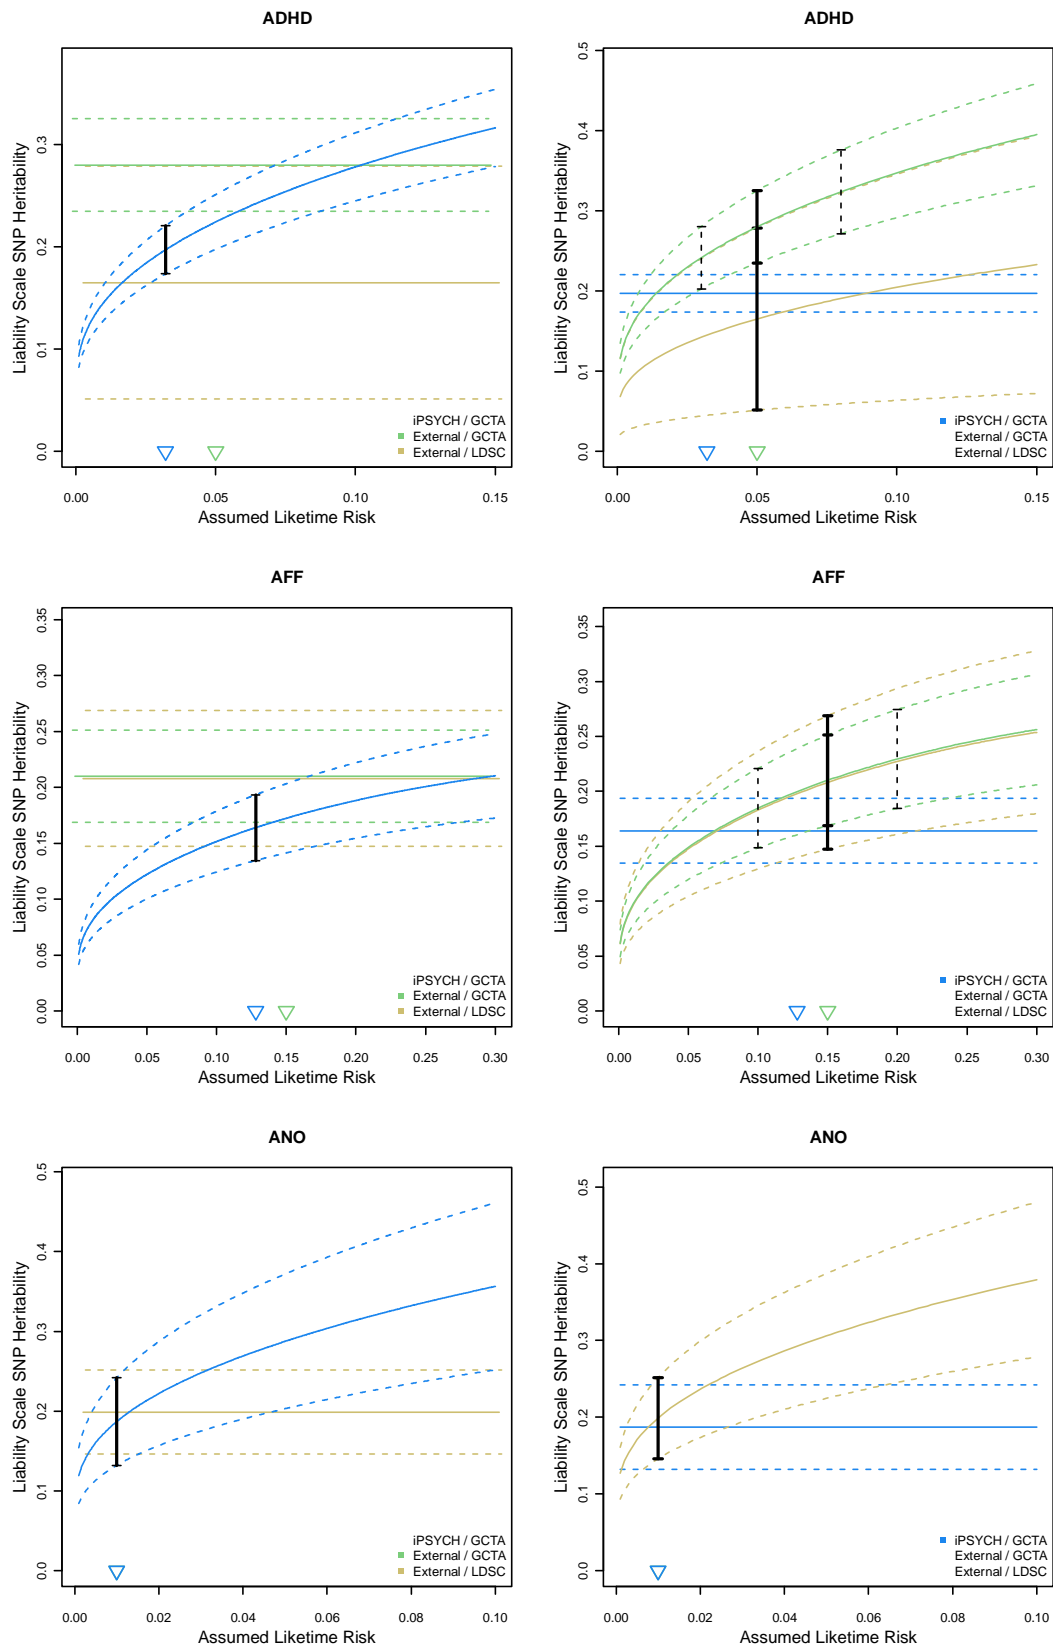 ADHD
Liability Scale SNP Heritability
0.0 0.1 0.2 0.3
iPSYCH / GCTA
External / GCTA
External / LDSC
0.00 0.05 0.10 0.15
Assumed Liketime Risk
ADHD
Liability Scale SNP Heritability
0.0 0.1 0.2 0.3 0.4 0.5
iPSYCH / GCTA
External / GCTA
External / LDSC
0.00 0.05 0.10 0.15
Assumed Liketime Risk
AFF
Liability Scale SNP Heritability
0.00 0.05 0.10 0.15 0.20 0.25 0.30 0.35
iPSYCH / GCTA
External / GCTA
External / LDSC
0.00 0.05 0.10 0.15 0.20 0.25 0.30
Assumed Liketime Risk
AFF
Liability Scale SNP Heritability
0.00 0.05 0.10 0.15 0.20 0.25 0.30 0.35
iPSYCH / GCTA
External / GCTA
External / LDSC
0.00 0.05 0.10 0.15 0.20 0.25 0.30
Assumed Liketime Risk
ANO
Liability Scale SNP Heritability
0.0 0.1 0.2 0.3 0.4 0.5
iPSYCH / GCTA
External / GCTA
External / LDSC
0.00 0.02 0.04 0.06 0.08 0.10
Assumed Liketime Risk
ANO
Liability Scale SNP Heritability
0.0 0.1 0.2 0.3 0.4 0.5
iPSYCH / GCTA
External / GCTA
External / LDSC
0.00 0.02 0.04 0.06 0.08 0.10
Assumed Liketime Risk